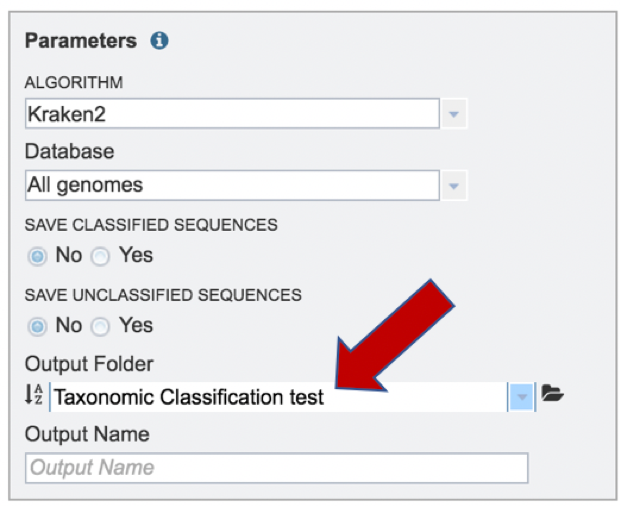 Parameters
ALGORITHM
Kraken2
Database
All genomes
SAVE CLASSIFIED SEQUENCES
No Yes
SAVE UNCLASSIFIED SEQUENCES
No Yes
Output Folder
Taxonomic Classification test
Output Name
Output Name